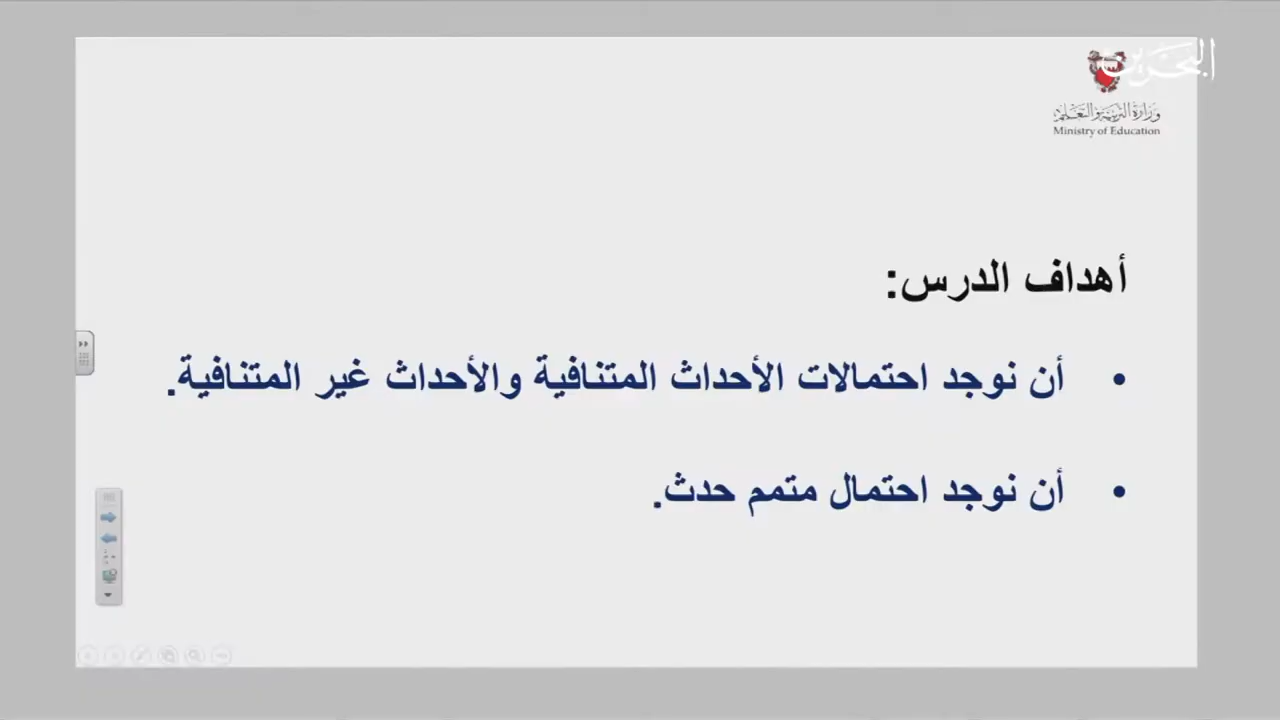 البحرين
وزارة التربية والتعليم
Ministry of Education
أهداف الدرس:
• أن نوجد احتمالات الأحداث المتنافية والأحداث غير المتنافية.
• أن نوجد احتمال متمم حدث.